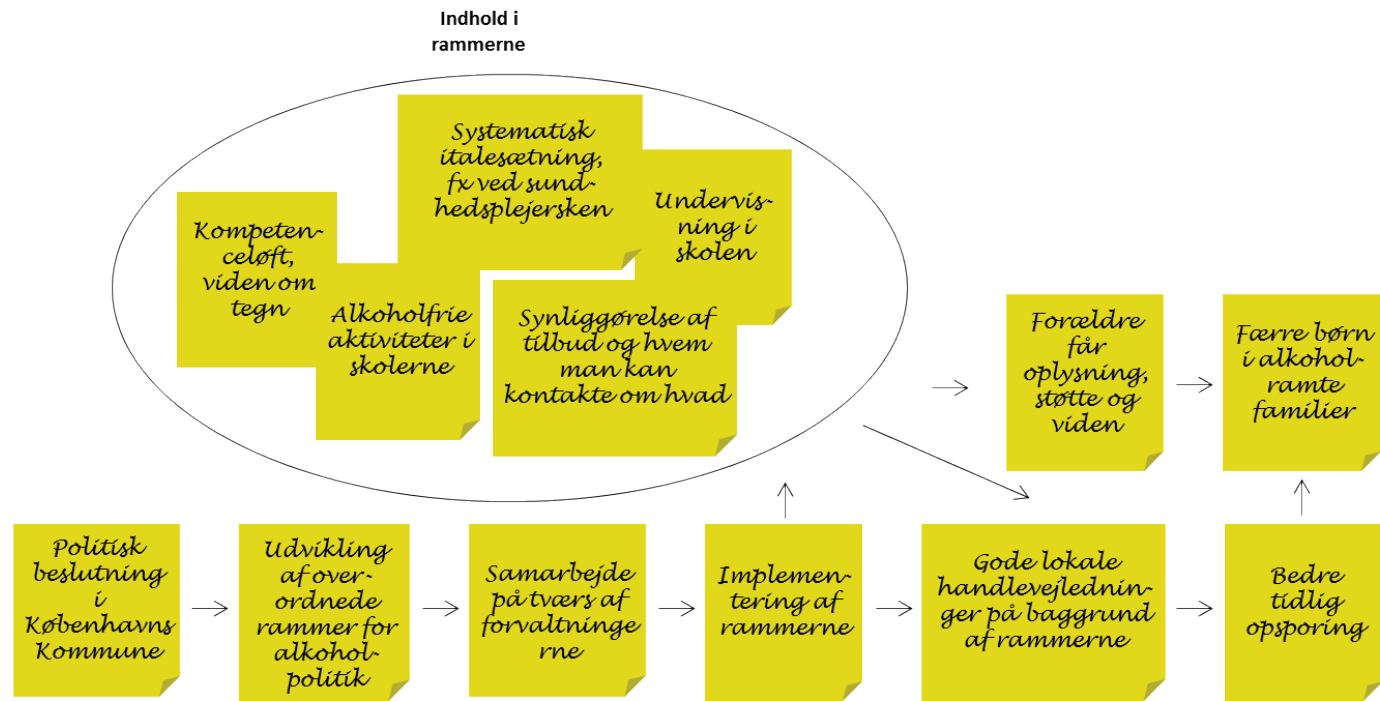 Indhold i
rammerne
Systematisk
italesætning,
fx ved sund-
hedsplejersken
Undervis-
ning i
skolen
Kompeten-
celøft,
viden om
tegn
Alkoholfrie
aktiviteter i
skolerne
Synliggørelse af
tilbud og hvem
man kan
kontakte om hvad
Forældre
får
oplysning,
støtte og
viden
Færre børn
i alkohol-
ramte
familier
Politisk
beslutning
i
Københavns
Kommune
Udvikling
af over-
ordnede
rammer for
alkohol-
politik
Samarbejde
på tværs af
forvaltninge
rne
Implemen-
tering af
rammerne
Gode lokale
handlevejlednin-
ger på baggrund
af rammerne
Bedre
tidlig
opsporing